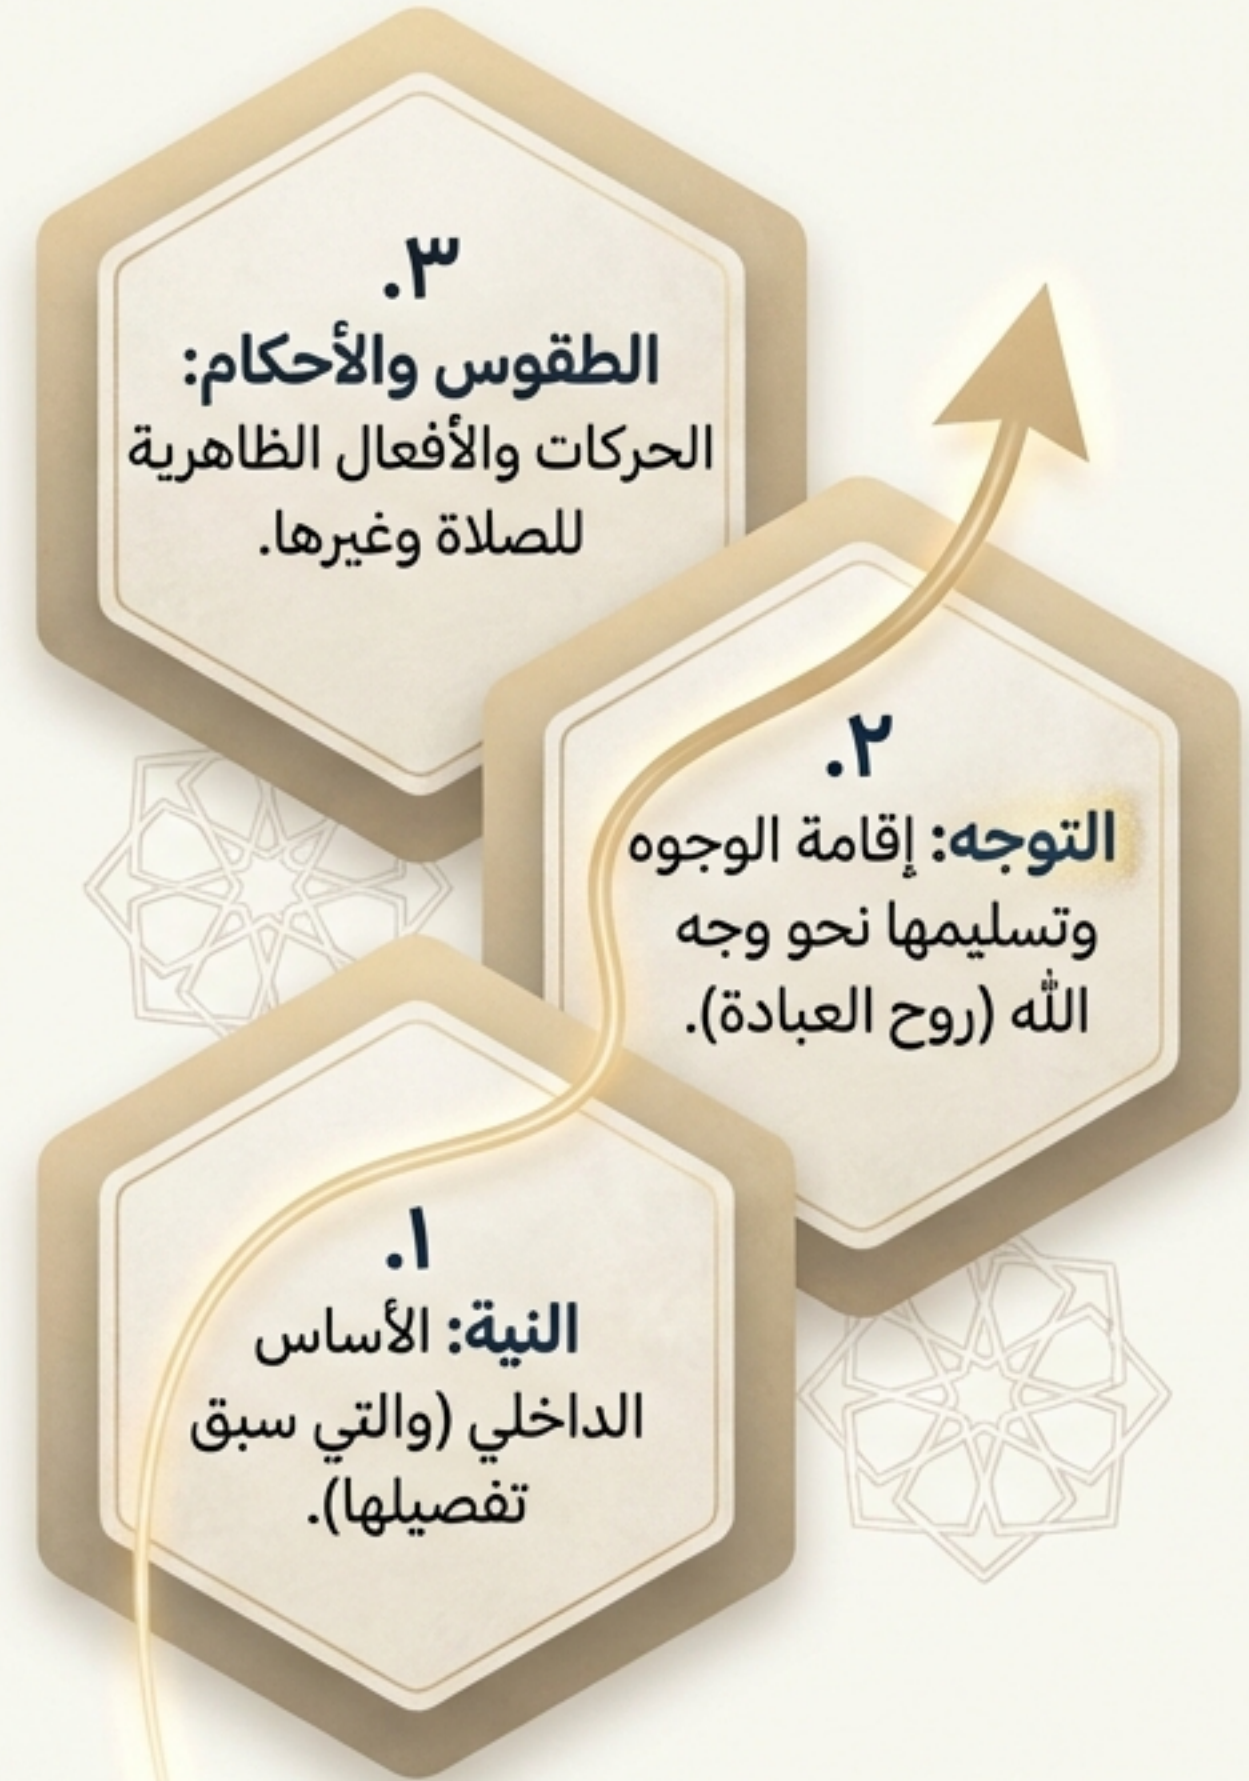 ٣.
الطقوس والأحكام:
الحركات والأفعال الظاهرية
للصلاة وغيرها.
٢.
التوجه: إقامة الوجوه
وتسليمها نحو وجه
الله (روح العبادة).
١.
النية: الأساس
الداخلي (والتي سبق
تفصيلها).